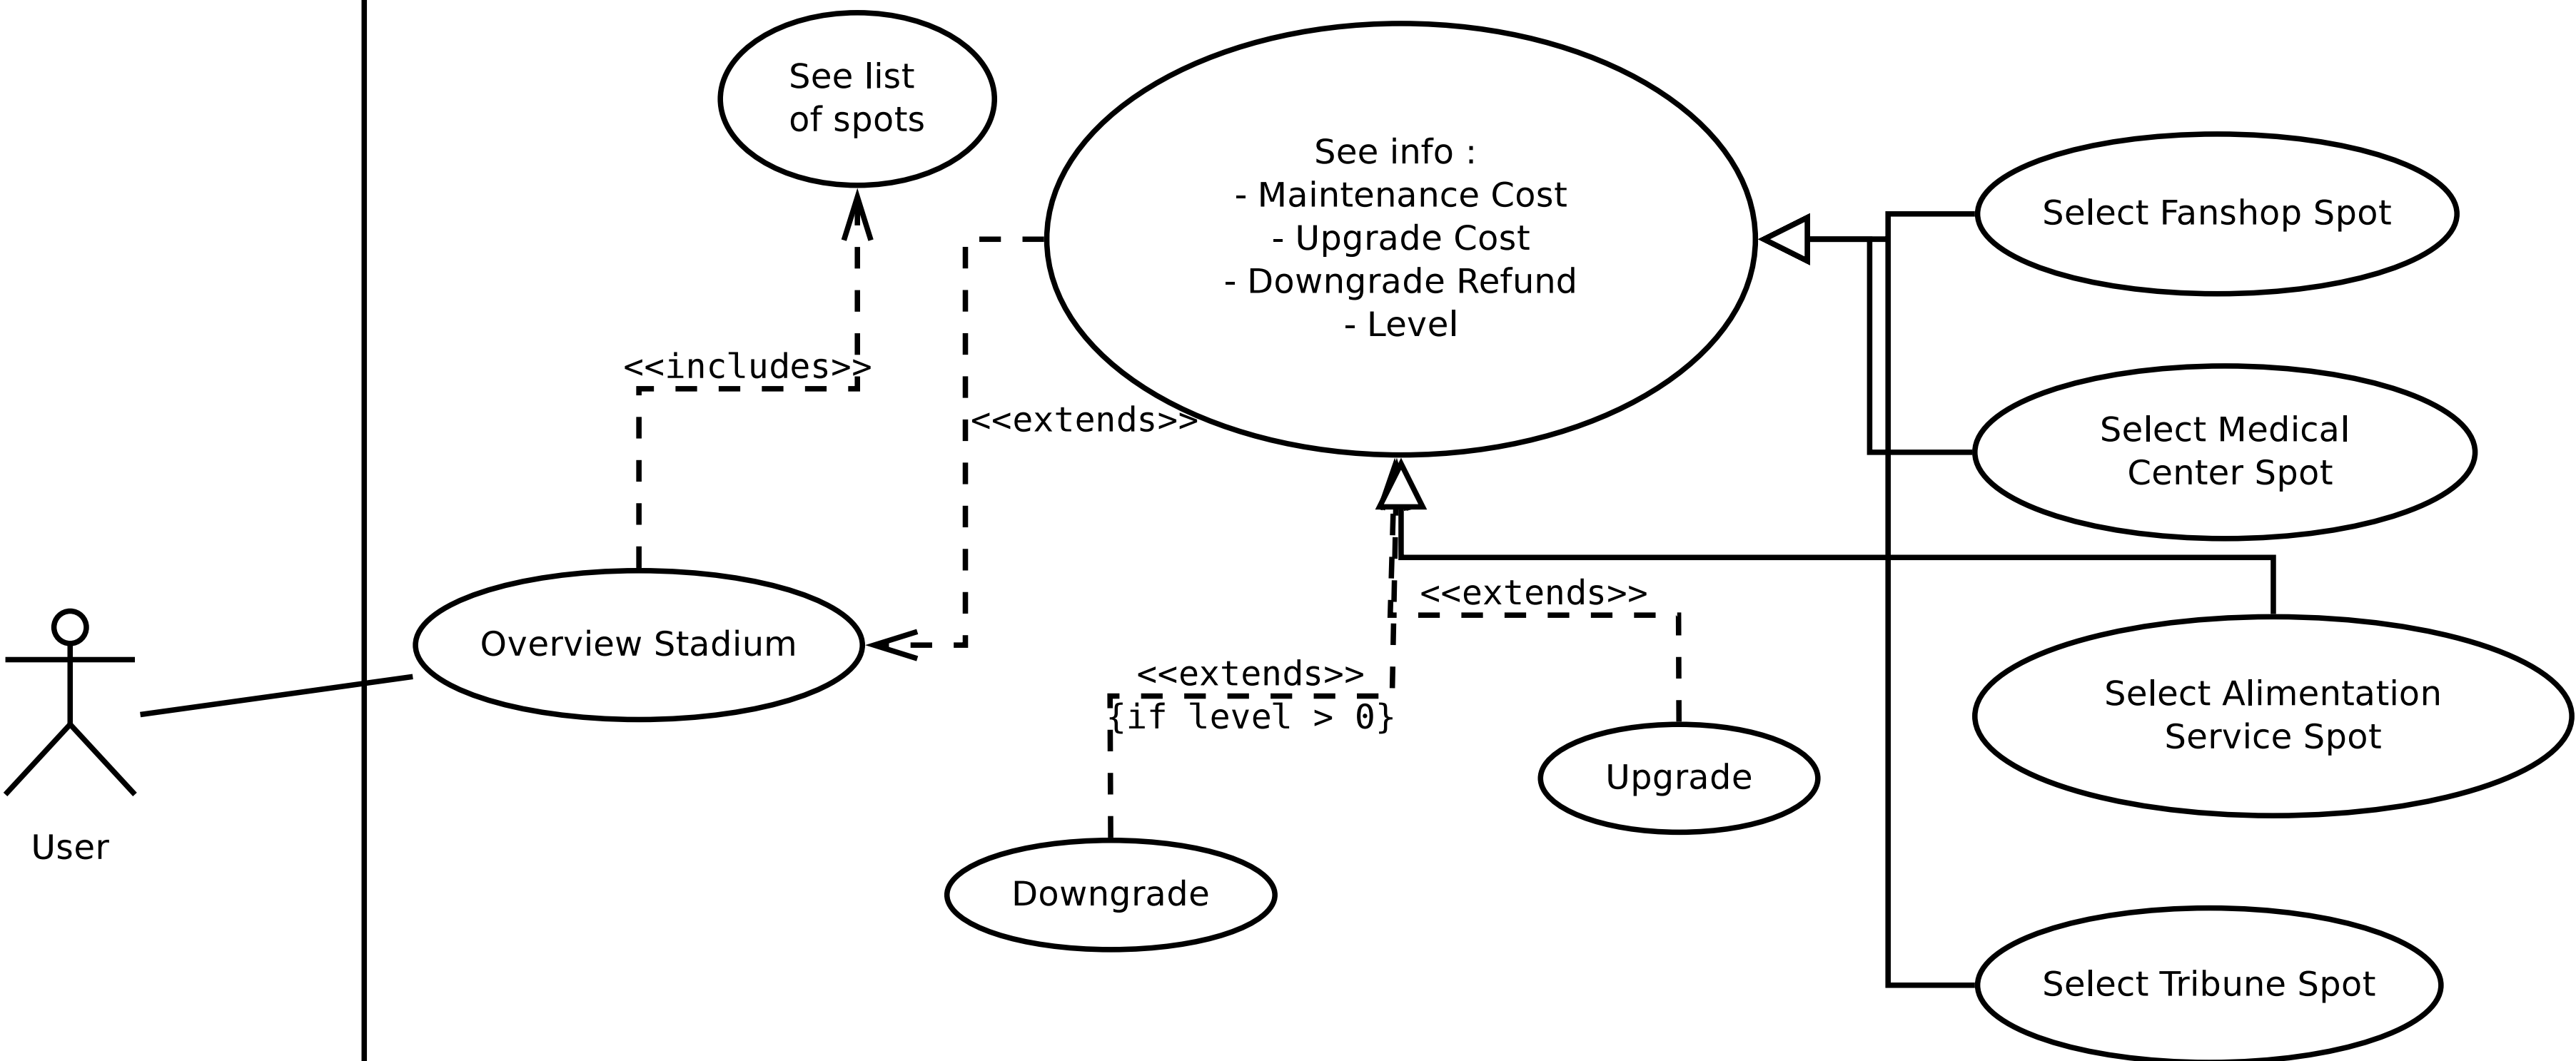 See list
of spots
See info :
- Maintenance Cost
- Upgrade Cost
- Downgrade Refund
- Level
Select Fanshop Spot
<<includes>>
<<extends>>
Select Medical
Center Spot
<<extends>>
Overview Stadium
<<extends>>
{if level > 0}
Select Alimentation
Service Spot
Upgrade
User
Downgrade
Select Tribune Spot